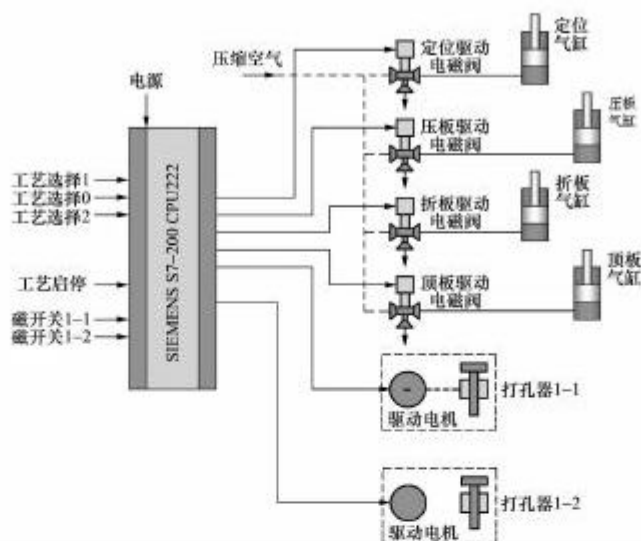 定位驱动
电磁阀
定位
气缸
压缩空气
电源
压板驱动
电磁阀
压板
气缸
工艺选择1
工艺选择0
工艺选择2
折板驱动
电磁阀
折板
气缸
SIEMENS S7-200 CPU222
工艺启停
顶板驱动
电磁阀
顶板
气缸
磁开关1-1
磁开关1-2
打孔器1-1
驱动电机
打孔器1-2
驱动电机